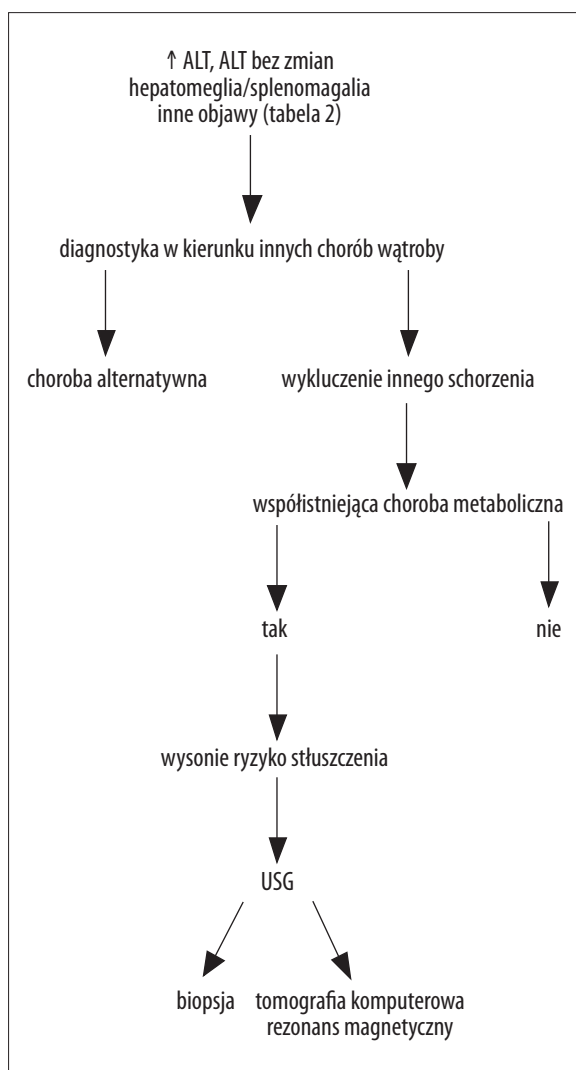 ↑ ALT, ALT bez zmian
hepatomeglia/splenomagalia
inne objawy (tabela 2)
diagnostyka w kierunku innych chorób wątroby
choroba alternatywna
wykluczenie innego schorzenia
współistniejąca choroba metaboliczna
tak
nie
wysonie ryzyko stłuszczenia
USG
biopsja
tomografia komputerowa
rezonans magnetyczny